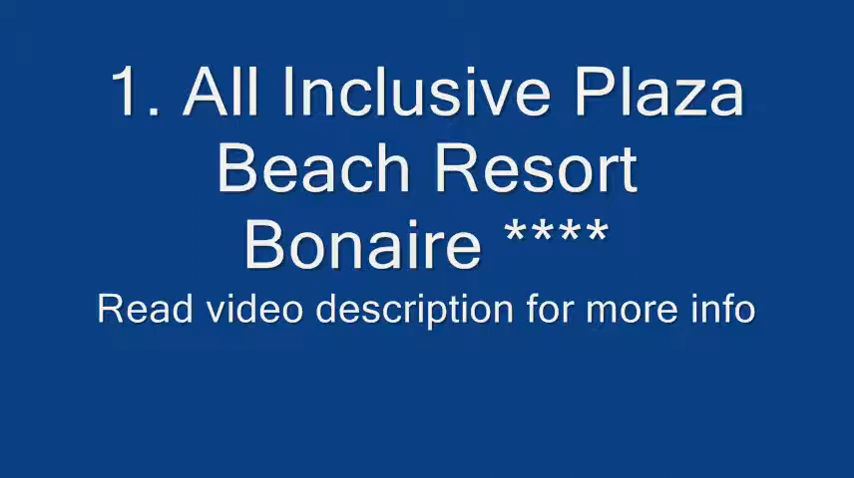 1. All Inclusive Plaza
Beach Resort
Bonaire ****
Read video description for more info